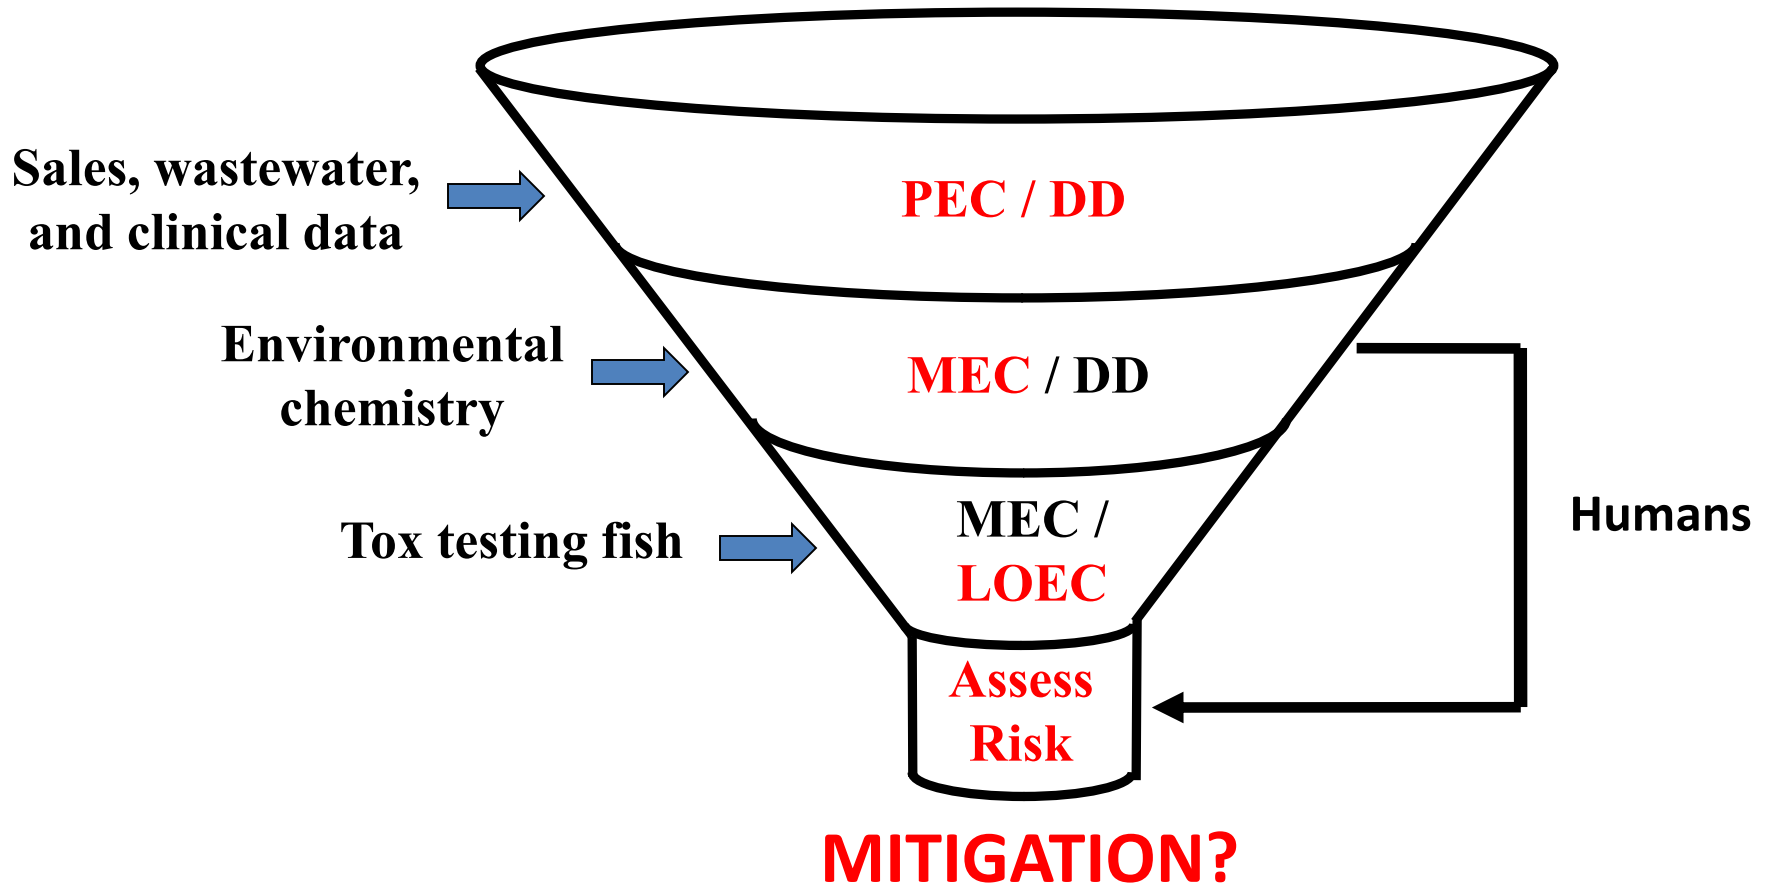 Sales, wastewater,
and clinical data
PEC / DD
Environmental
chemistry
MEC / DD
Tox testing fish
MEC /
LOEC
Humans
Assess
Risk
MITIGATION?